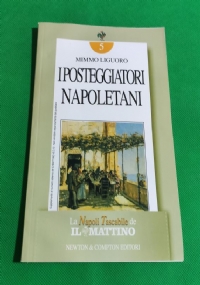 5
MIMMO LIGUORO
I POSTEGGIATORI
NAPOLETANI
La Napoli Tascabile de
IL MATTINO
NEWTON & COMPTON EDITORI